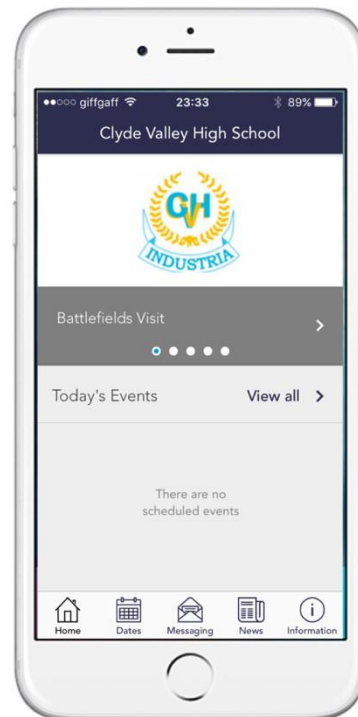 giffgaff 23:33 89%
Clyde Valley High School
CVH
INDUSTRIA
Battlefields Visit
Today's Events View all
There are no
scheduled events
Home Dates Messaging News Information